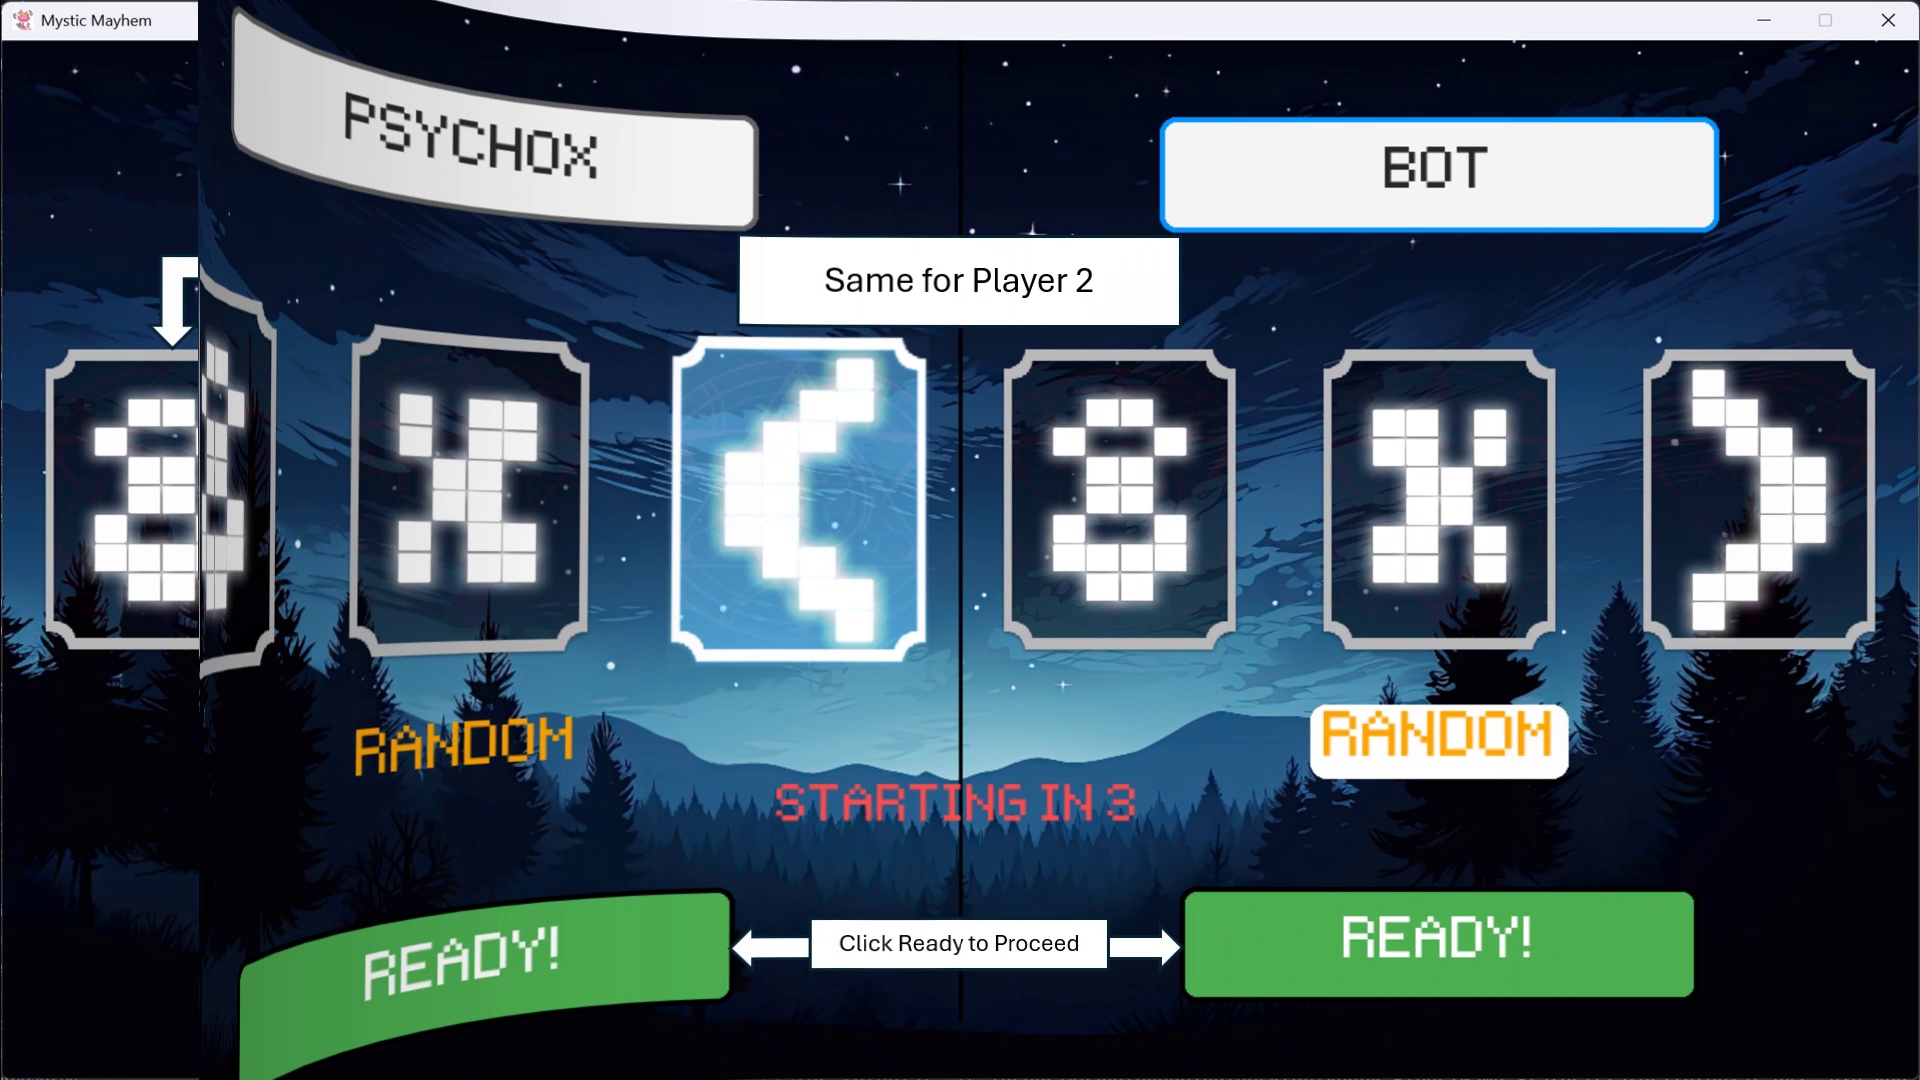 Mystic Mayhem
PSYCHOX
BOT
Same for Player 2
RANDOM
RANDOM
STARTING IN 3
READY!
Click Ready to Proceed
READY!